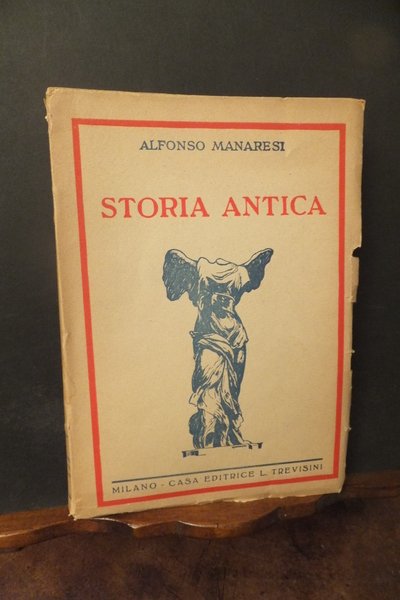 ALFONSO MANARESI
STORIA ANTICA
MILANO - CASA EDITRICE L. TREVISINI